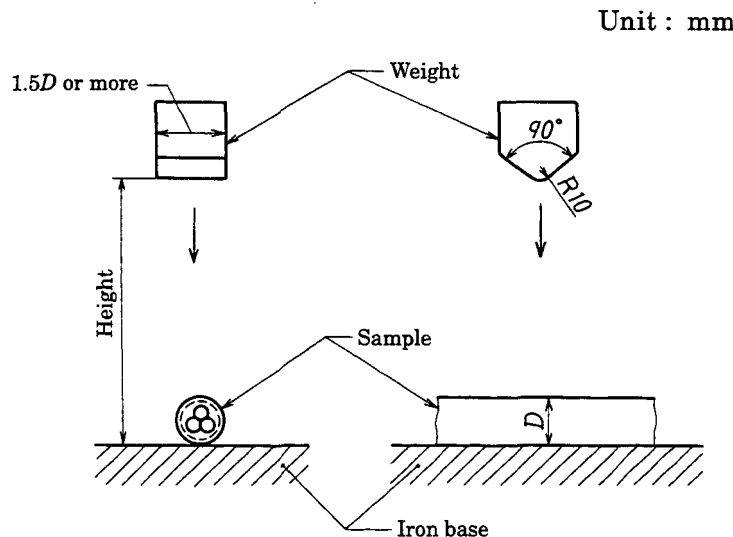 Unit : mm
1.5D or more
Weight
90°
R10
Height
Sample
D
Iron base